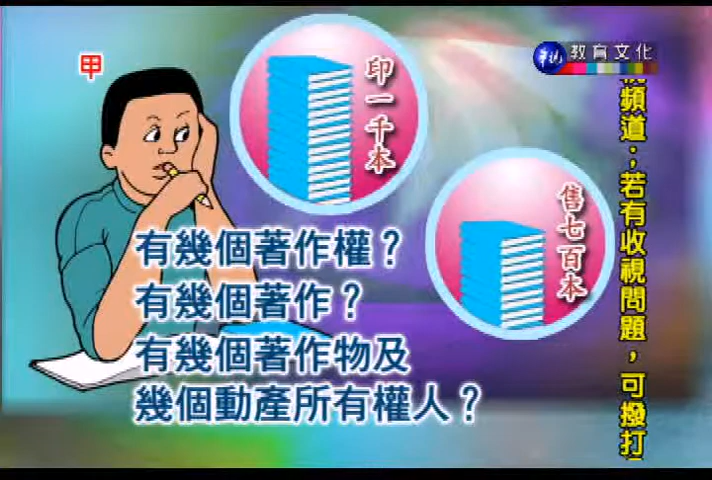 甲
印一千本
售七百本
華視
教育文化
頻道；若有收視問題，可撥打
有幾個著作權？
有幾個著作？
有幾個著作物及
幾個動產所有權人？